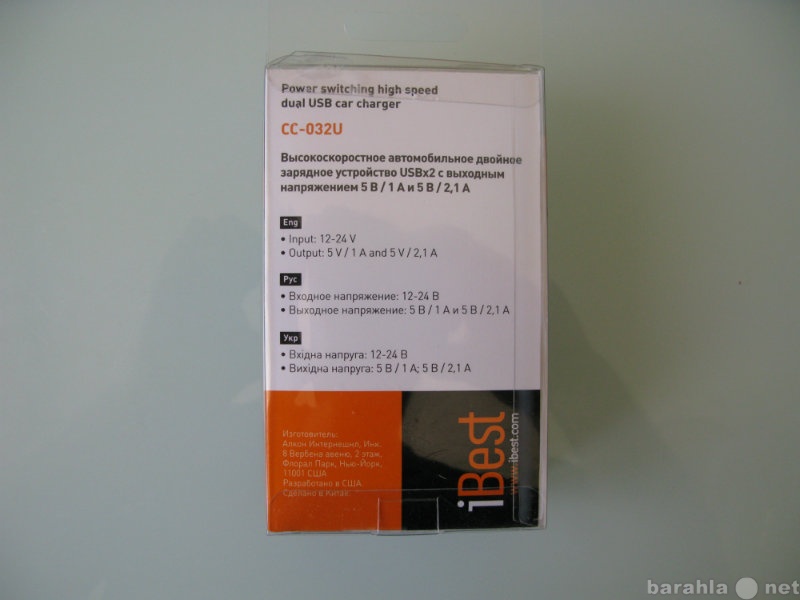 Power switching high speed
dual USB car charger
CC-032U
Высокоскоростное автомобильное двойное
зарядное устройство USBx2 с выходным
напряжением 5 В / 1 А и 5 В / 2,1 А
Eng
• Input: 12-24 V
• Output: 5 V / 1 A and 5 V / 2,1 A
Рус
• Входное напряжение: 12-24 В
• Выходное напряжение: 5 В / 1 А и 5 В / 2,1 А
Укр
• Вхідна напруга: 12-24 В
• Вихідна напруга: 5 В / 1 А; 5 В / 2,1 А
Изготовитель:
Алкон Интернешнл, Инк.
8 Вербена авеню, 2 этаж,
Флорал Парк, Нью-Йорк,
11001 США
Разработано в США
Сделано в Китае
iBest
www.ibest.com
barahla.net